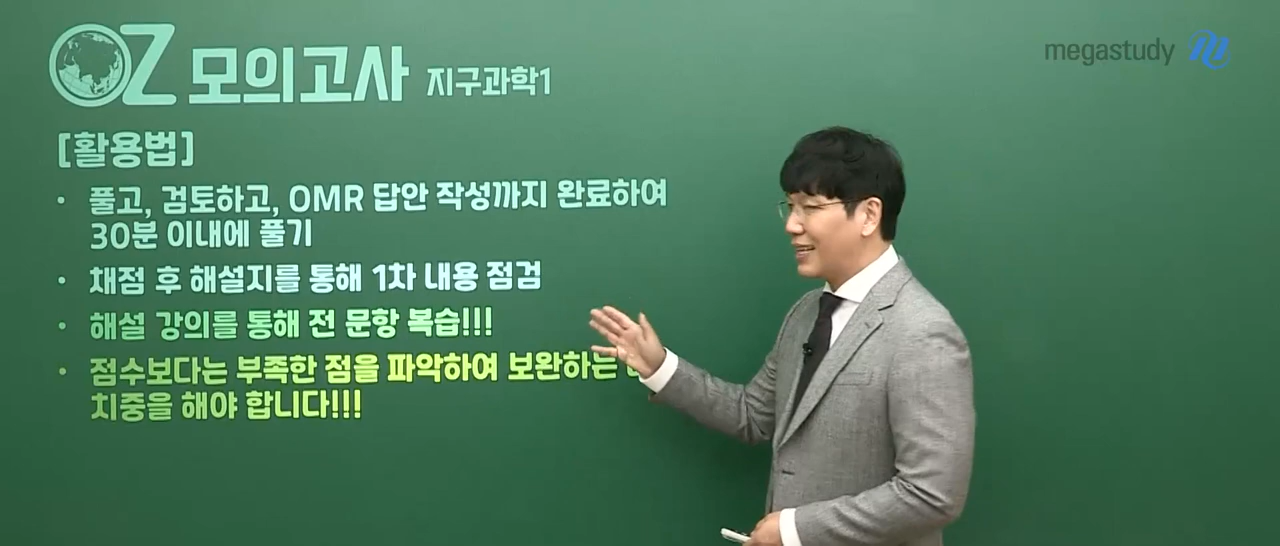 OZ 모의고사 지구과학1
megastudy
[활용법]
• 풀고, 검토하고, OMR 답안 작성까지 완료하여
30분 이내에 풀기
• 채점 후 해설지를 통해 1차 내용 점검
• 해설 강의를 통해 전 문항 복습!!!
• 점수보다는 부족한 점을 파악하여 보완하는
치중을 해야 합니다!!!